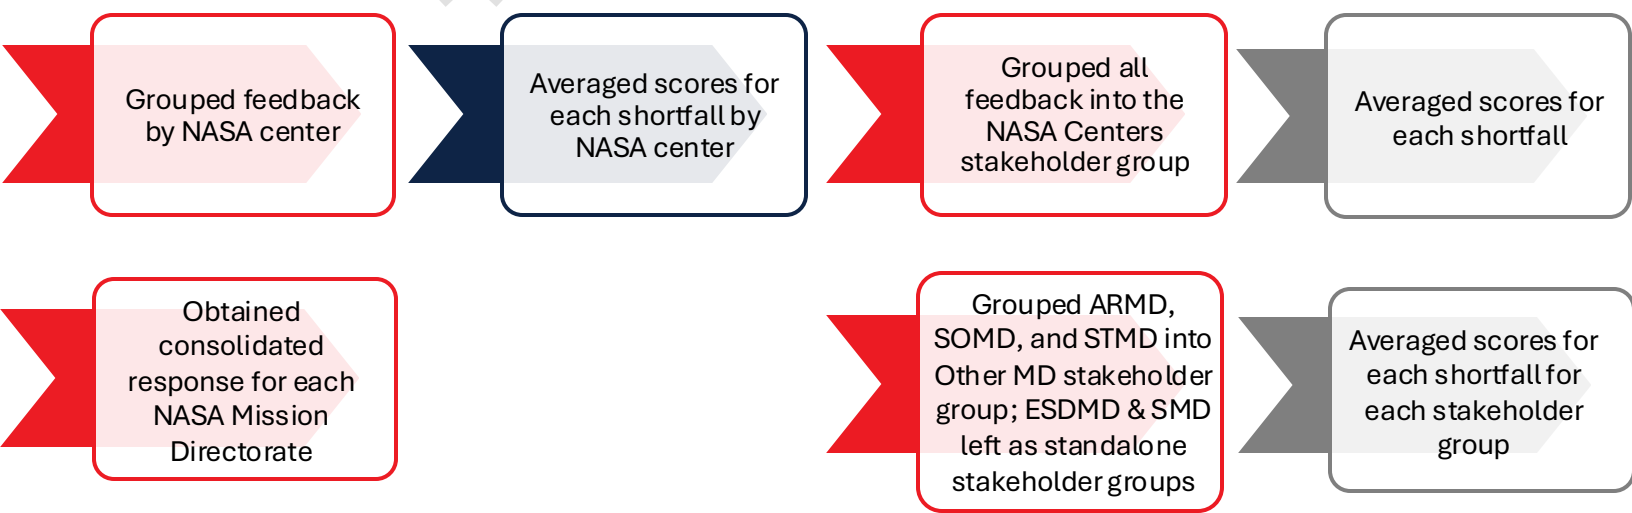 Grouped feedback
by NASA center
Averaged scores for
each shortfall by
NASA center
Grouped all
feedback into the
NASA Centers
stakeholder group
Averaged scores for
each shortfall
Obtained
consolidated
response for each
NASA Mission
Directorate
Grouped ARMD,
SOMD, and STMD into
Other MD stakeholder
group; ESDMD & SMD
left as standalone
stakeholder groups
Averaged scores for
each shortfall for
each stakeholder
group